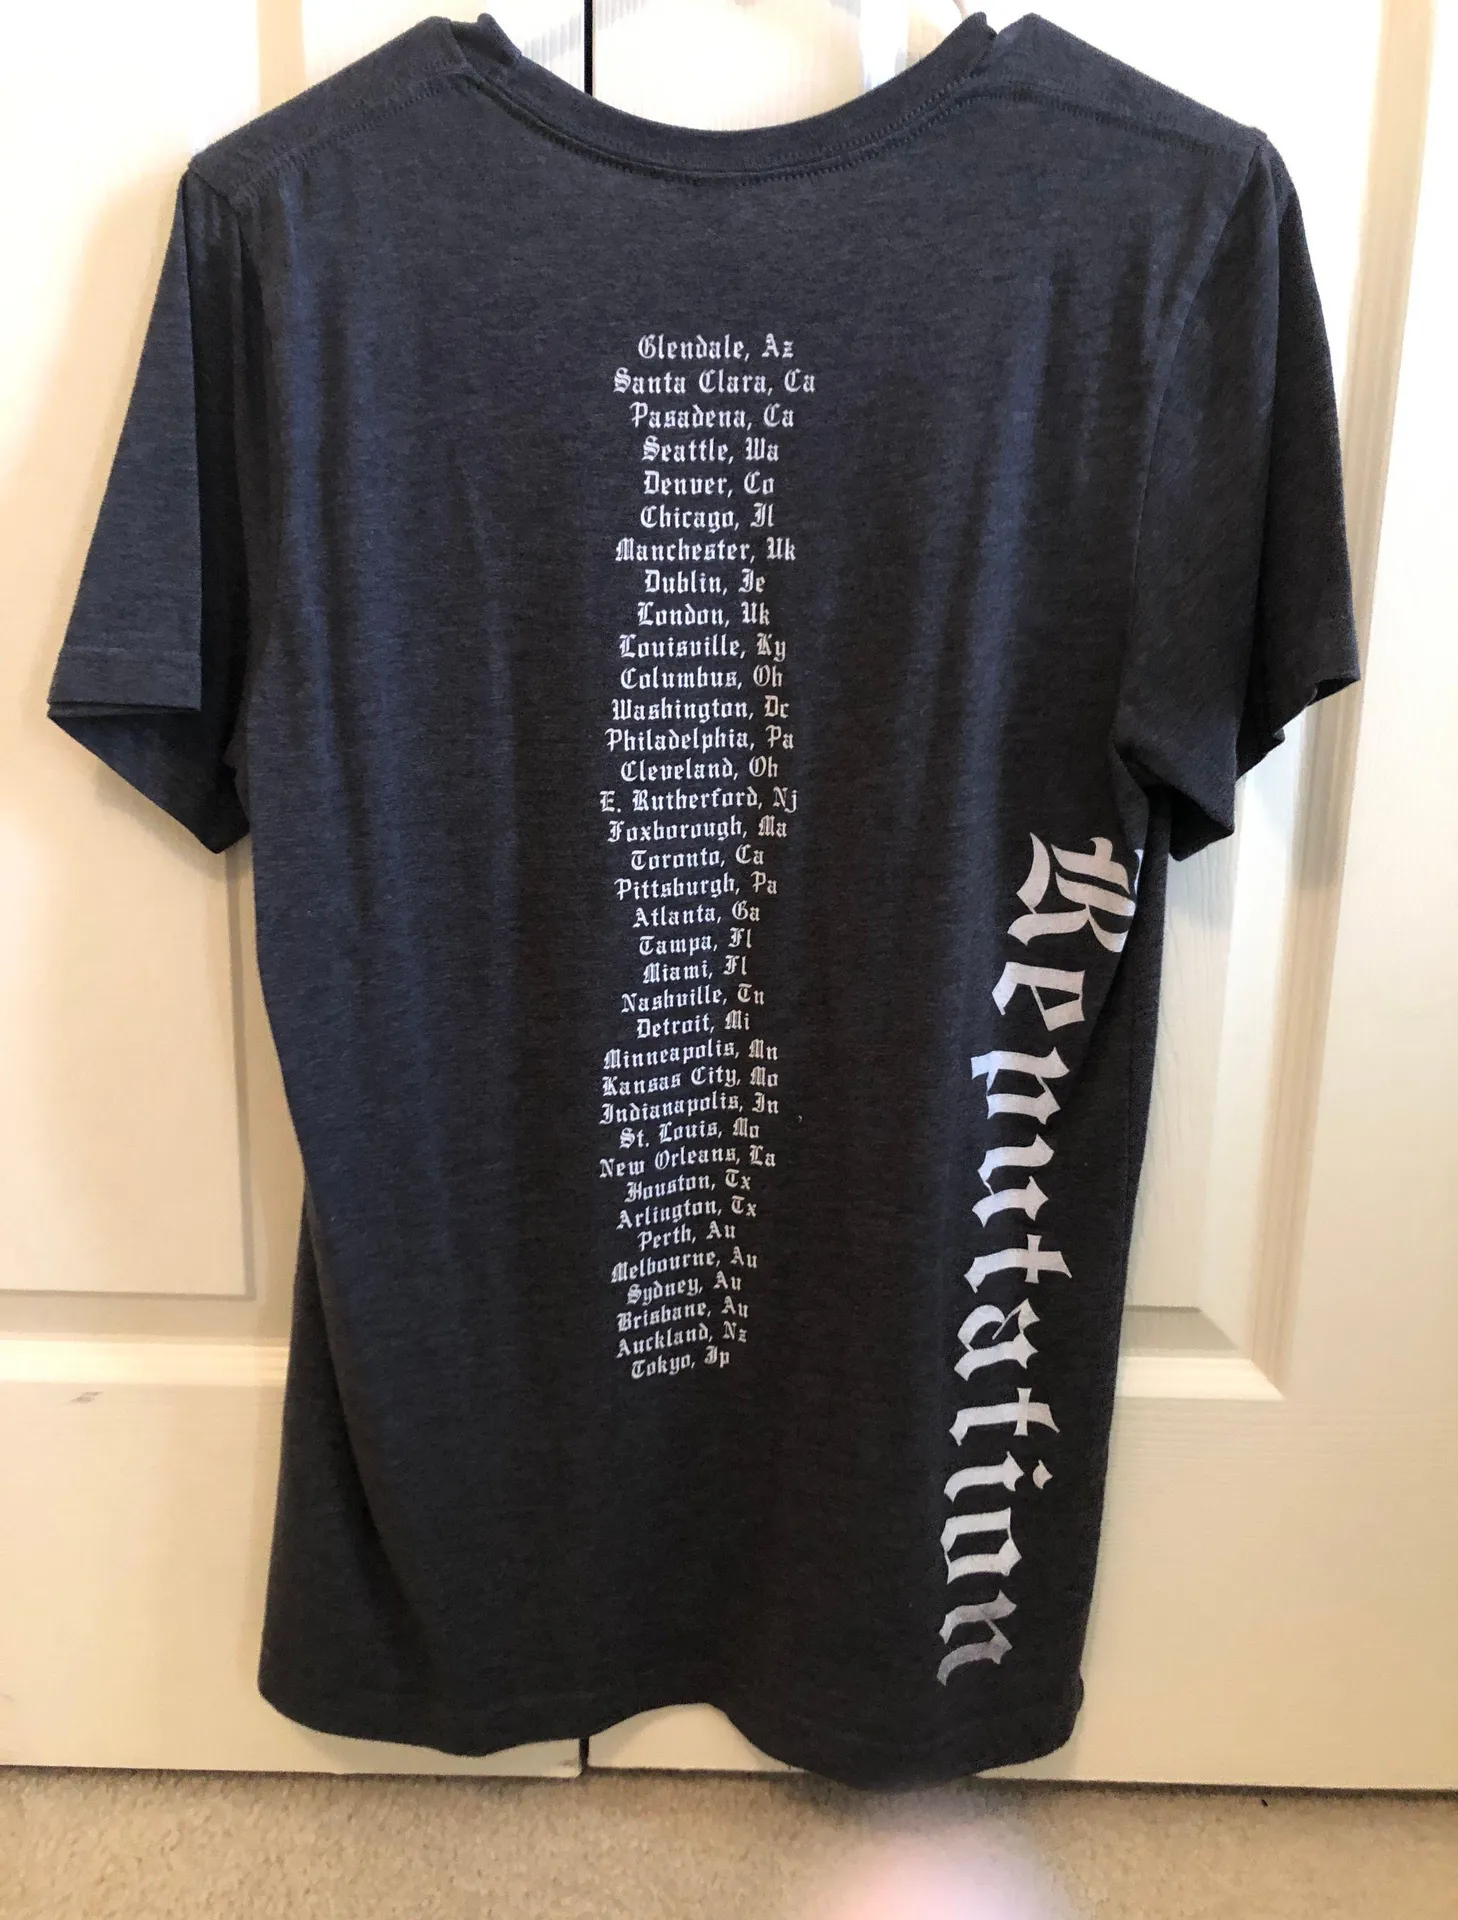 Glendale, Az
Santa Clara, Ca
Pasadena, Ca
Seattle, Wa
Denver, Co
Chicago, Il
Manchester, Uk
Dublin, Ie
London, Uk
Louisville, Ky
Columbus, Oh
Washington, Dc
Philadelphia, Pa
Cleveland, Oh
E. Rutherford, Nj
Foxborough, Ma
Toronto, Ca
Pittsburgh, Pa
Atlanta, Ga
Tampa, Fl
Miami, Fl
Nashville, Tn
Detroit, Mi
Minneapolis, Mn
Kansas City, Mo
Indianapolis, In
St. Louis, Mo
New Orleans, La
Houston, Tx
Arlington, Tx
Perth, Au
Melbourne, Au
Sydney, Au
Brisbane, Au
Auckland, Nz
Tokyo, Jp
Reputation